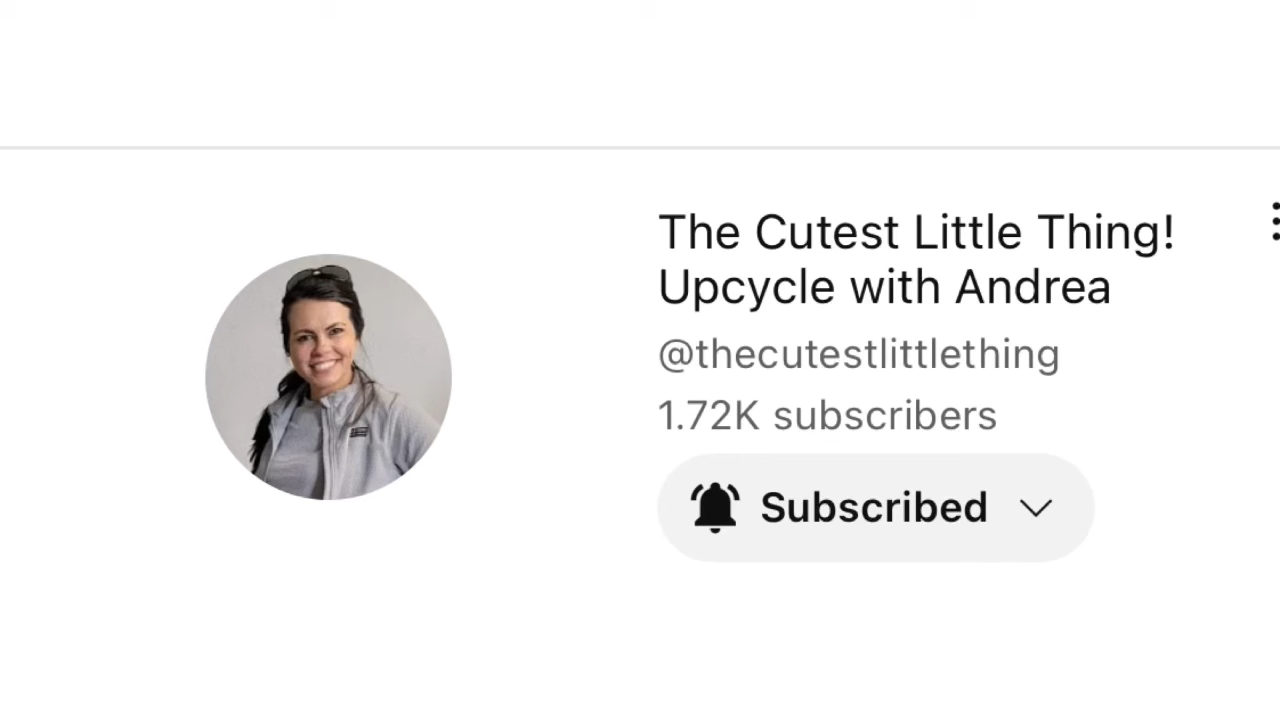 The Cutest Little Thing!
Upcycle with Andrea
@thecutestlittlething
1.72K subscribers
Subscribed